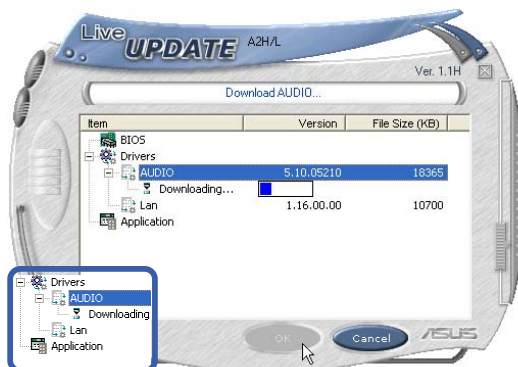 Live
UPDATE A2H/L
Ver. 1.1H
Download AUDIO...
Item Version File Size (KB)
BIOS
Drivers
AUDIO 5.10.05210 18365
Downloading...
Lan 1.16.00.00 10700
Application
Drivers
AUDIO
Downloading
Lan
Application
OK Cancel ASUS